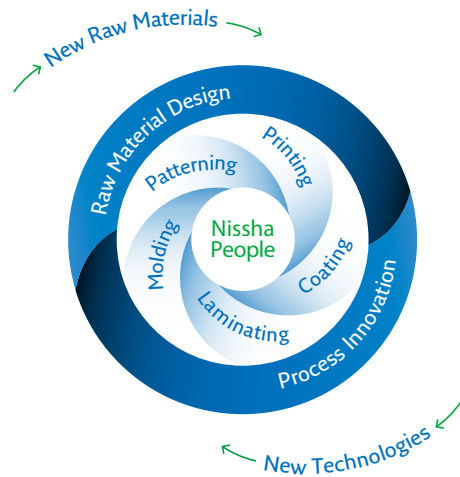 New Raw Materials
Raw Material Design
Printing
Patterning
Nissha
People
Molding
Coating
Laminating
Process Innovation
New Technologies